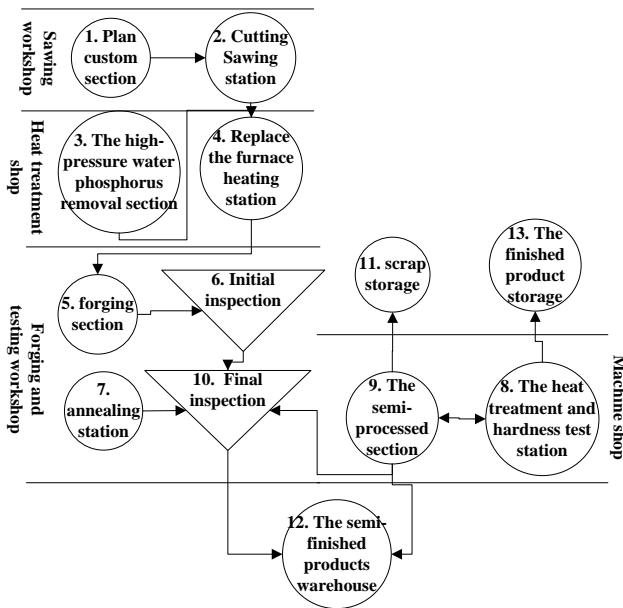 Sawing
workshop
1. Plan
custom
section
2. Cutting
Sawing
station
Heat treatment
shop
3. The high-
pressure water
phosphorus
removal section
4. Replace
the furnace
heating
station
Forging and
testing workshop
5. forging
section
6. Initial
inspection
7.
annealing
station
10. Final
inspection
11. scrap
storage
13. The
finished
product
storage
9. The
semi-
processed
section
8. The heat
treatment and
hardness test
station
Machine shop
12. The semi-
finished
products
warehouse